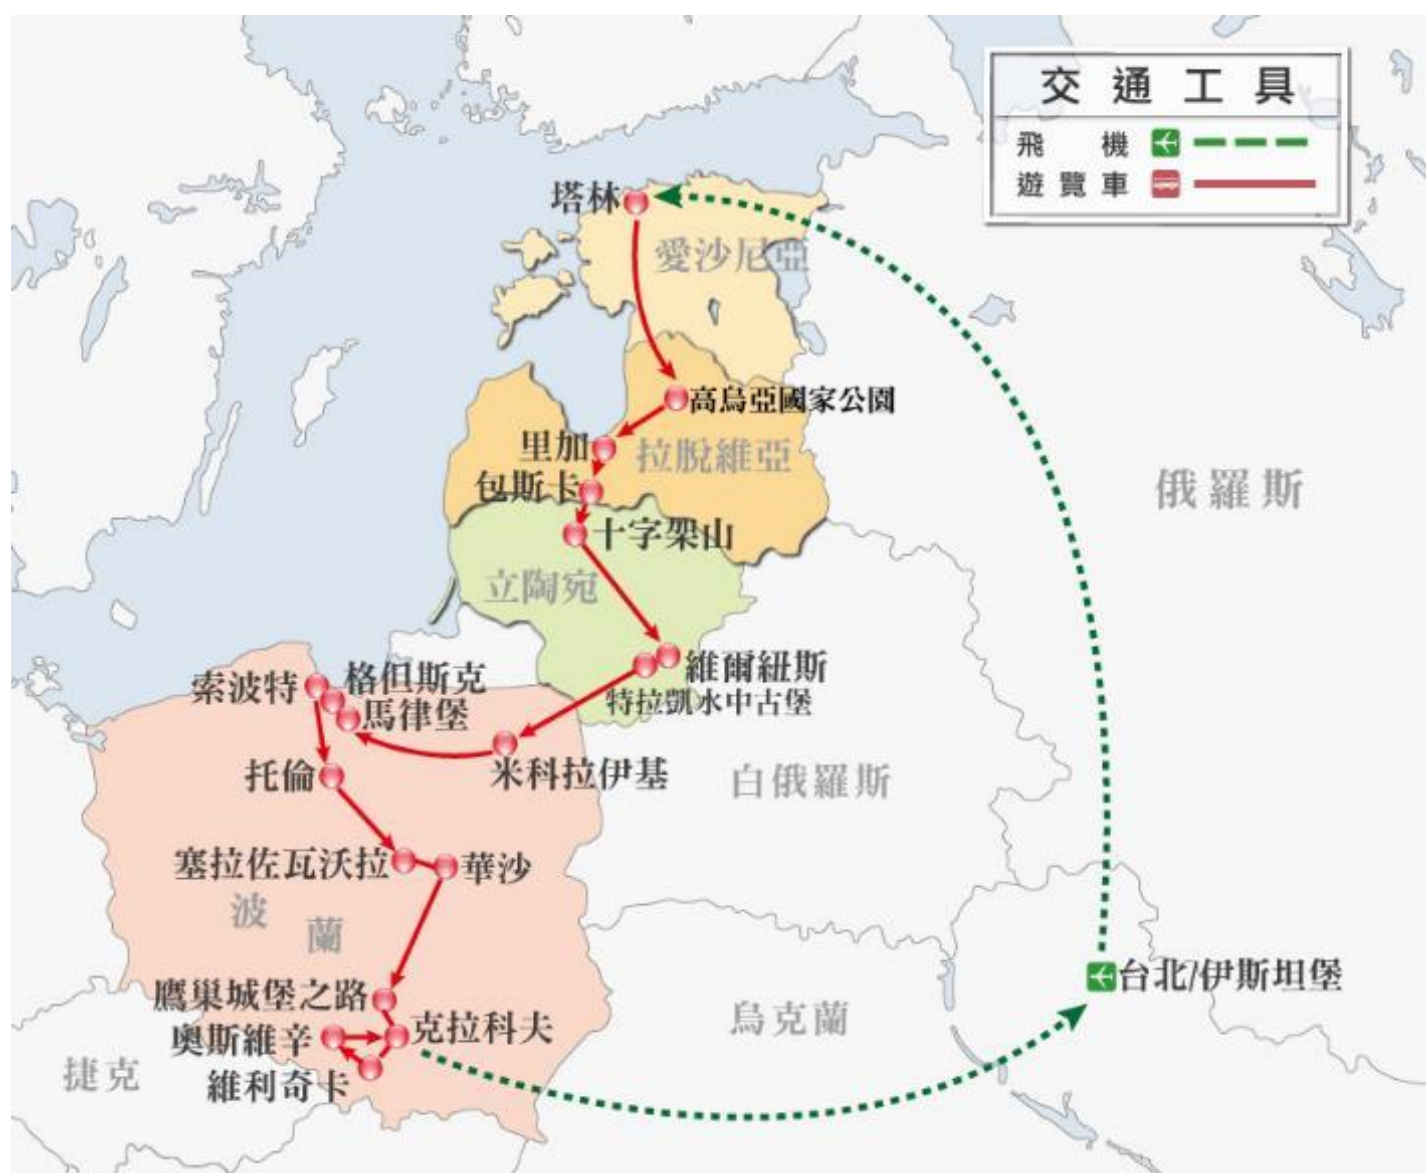 交通工具
飛機
遊覽車
塔林
愛沙尼亞
高烏亞國家公園
里加
拉脫維亞
包斯卡
俄羅斯
十字架山
立陶宛
維爾紐斯
特拉凱水中古堡
格但斯克
索波特
馬律堡
米科拉伊基
托倫
白俄羅斯
塞拉佐瓦沃拉
華沙
波蘭
台北/伊斯坦堡
鷹巢城堡之路
烏克蘭
奧斯維辛
克拉科夫
捷克
維利奇卡